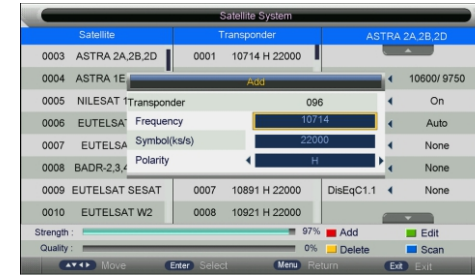 Satellite System
Satellite Transponder ASTRA 2A,2B,2D
0003 ASTRA 2A,2B,2D 0001 10714 H 22000
0004 ASTRA 1E 10600/ 9750
Add
0005 NILESAT 1 On
Transponder 096
0006 EUTELSAT Auto
Frequency 10714
0007 EUTELSA None
Symbol(ks/s) 22000
0008 BADR-2,3,4 None
Polarity H
0009 EUTELSAT SESAT 0007 10891 H 22000 DisEqC1.1 None
0010 EUTELSAT W2 0008 10921 H 22000
Strength : 97% Add Edit
Quality : 0% Delete Scan
Move Enter Select Menu Return Exit Exit